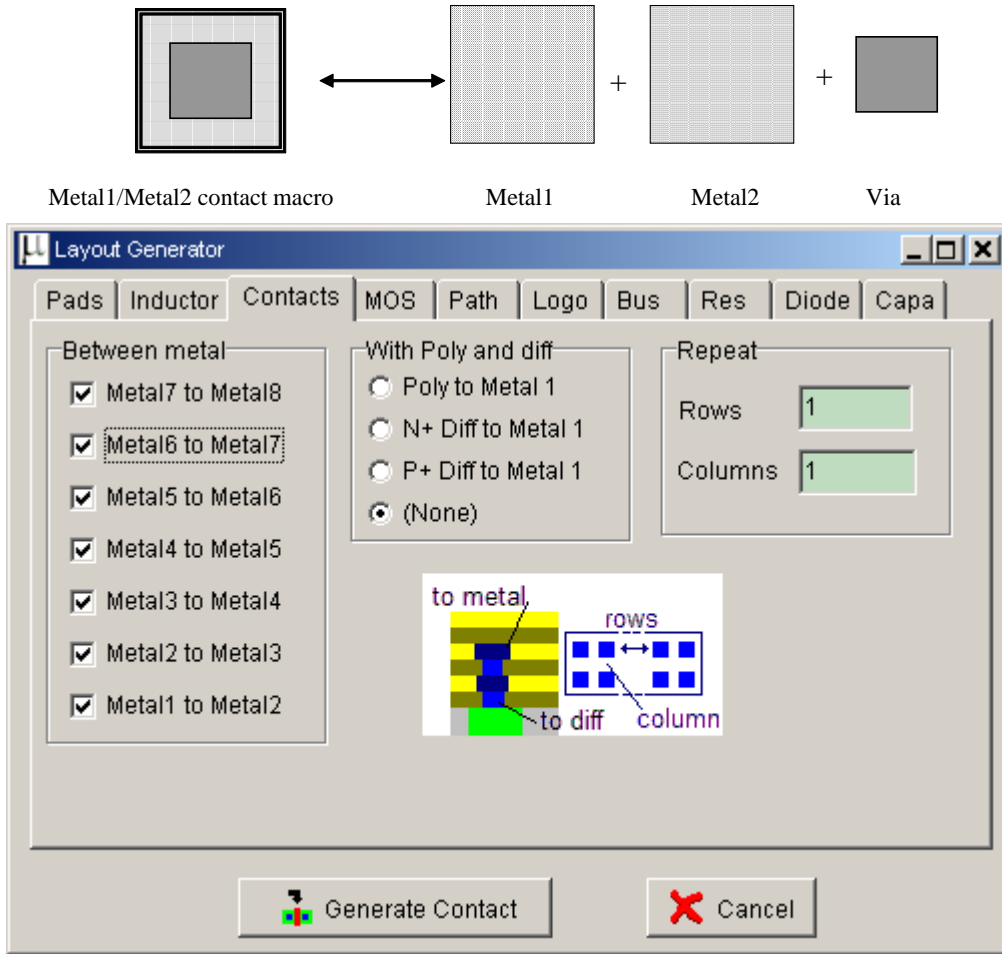 + +
Metal1/Metal2 contact macro Metal1 Metal2 Via
µ Layout Generator
Pads Inductor Contacts MOS Path Logo Bus Res Diode Capa
Between metal
Metal7 to Metal8
Metal6 to Metal7
Metal5 to Metal6
Metal4 to Metal5
Metal3 to Metal4
Metal2 to Metal3
Metal1 to Metal2
With Poly and diff
Poly to Metal 1
N+ Diff to Metal 1
P+ Diff to Metal 1
(None)
Repeat
Rows 1
Columns 1
to metal
rows
to diff column
Generate Contact Cancel